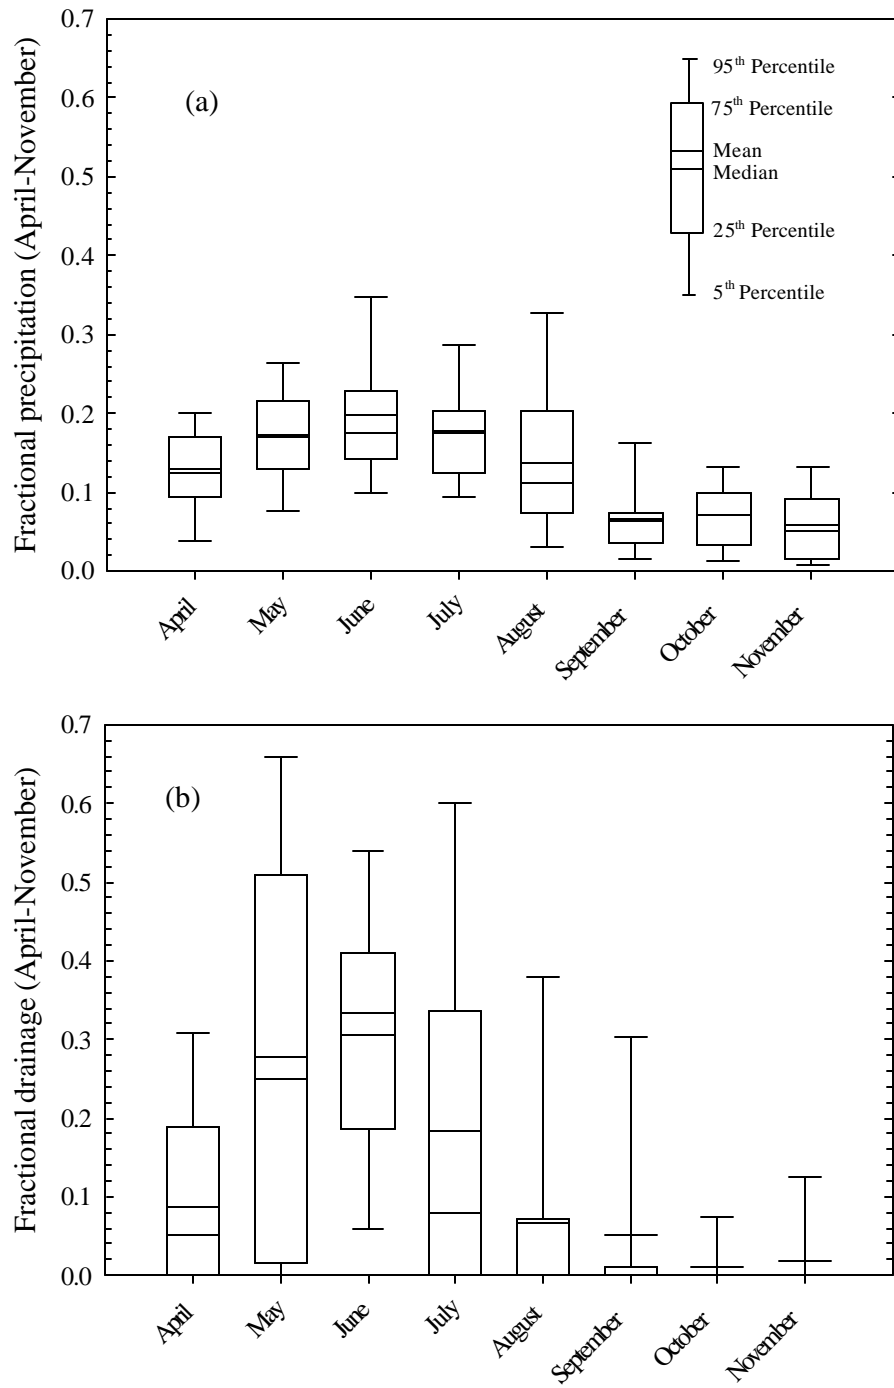 0.7
0.6
0.5
0.4
0.3
0.2
0.1
0.0
Fractional precipitation (April-November)
(a)
95th Percentile
75th Percentile
Mean
Median
25th Percentile
5th Percentile
April
May
June
July
August
September
October
November
0.7
0.6
0.5
0.4
0.3
0.2
0.1
0.0
Fractional drainage (April-November)
(b)
April
May
June
July
August
September
October
November